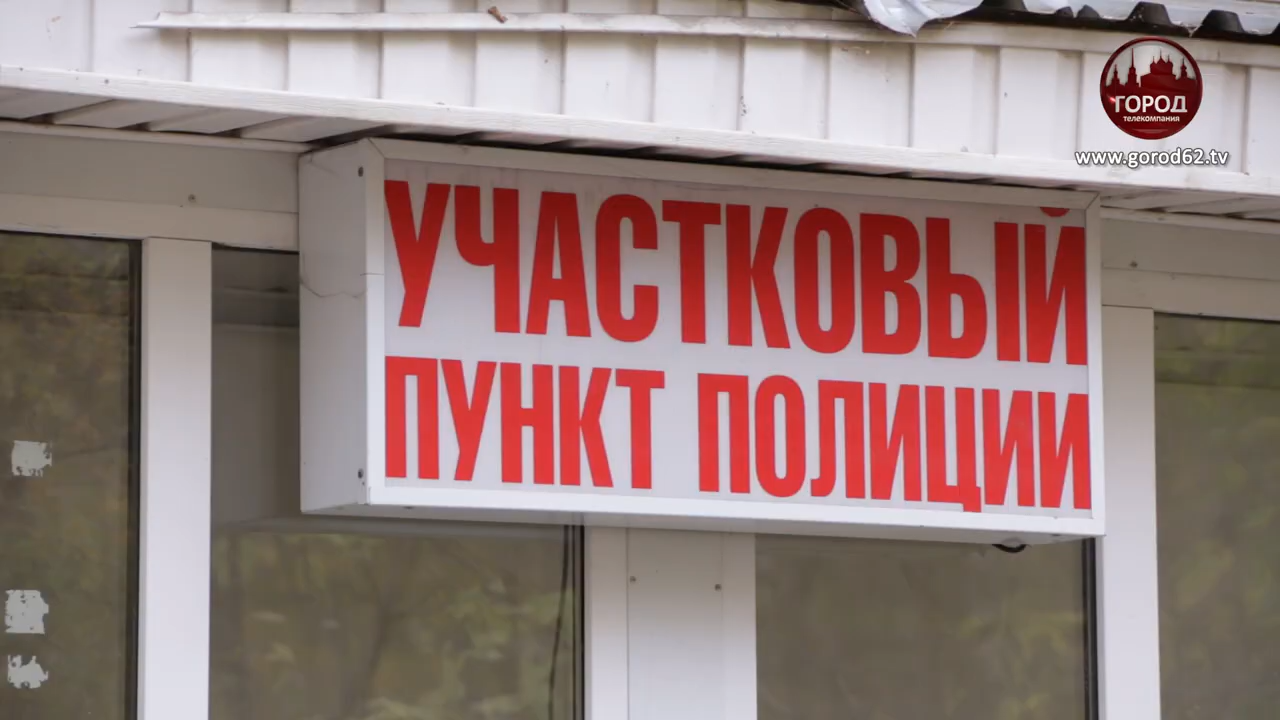 ГОРОД
телекомпания
www.gorod62.tv
УЧАСТКОВЫЙ
ПУНКТ ПОЛИЦИИ